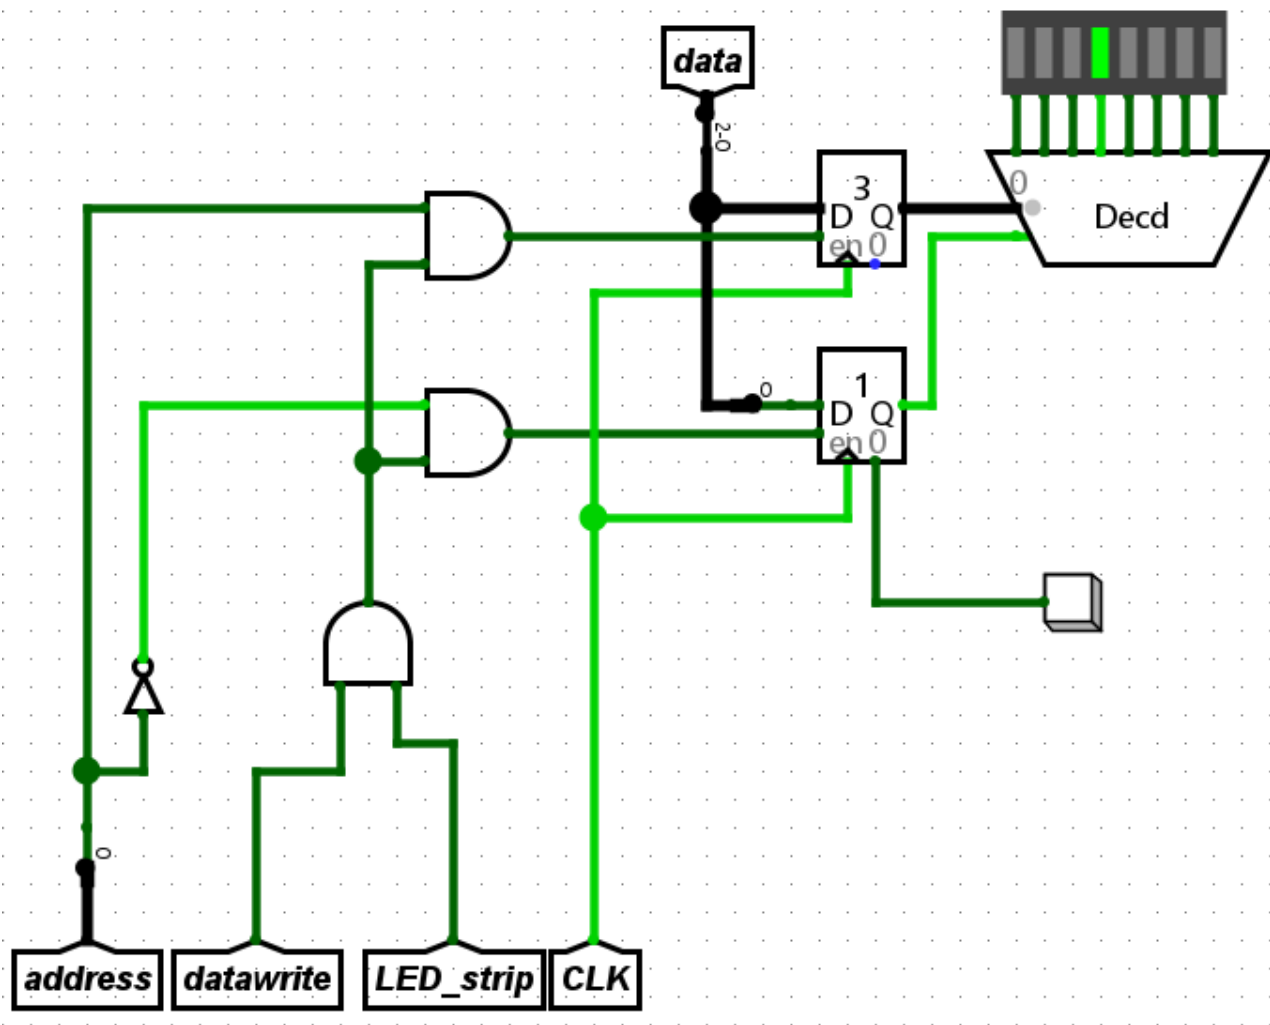 data
2-0
3
D Q
en 0
0
Decd
0
1
D Q
en 0
0
address
datawrite
LED_strip
CLK